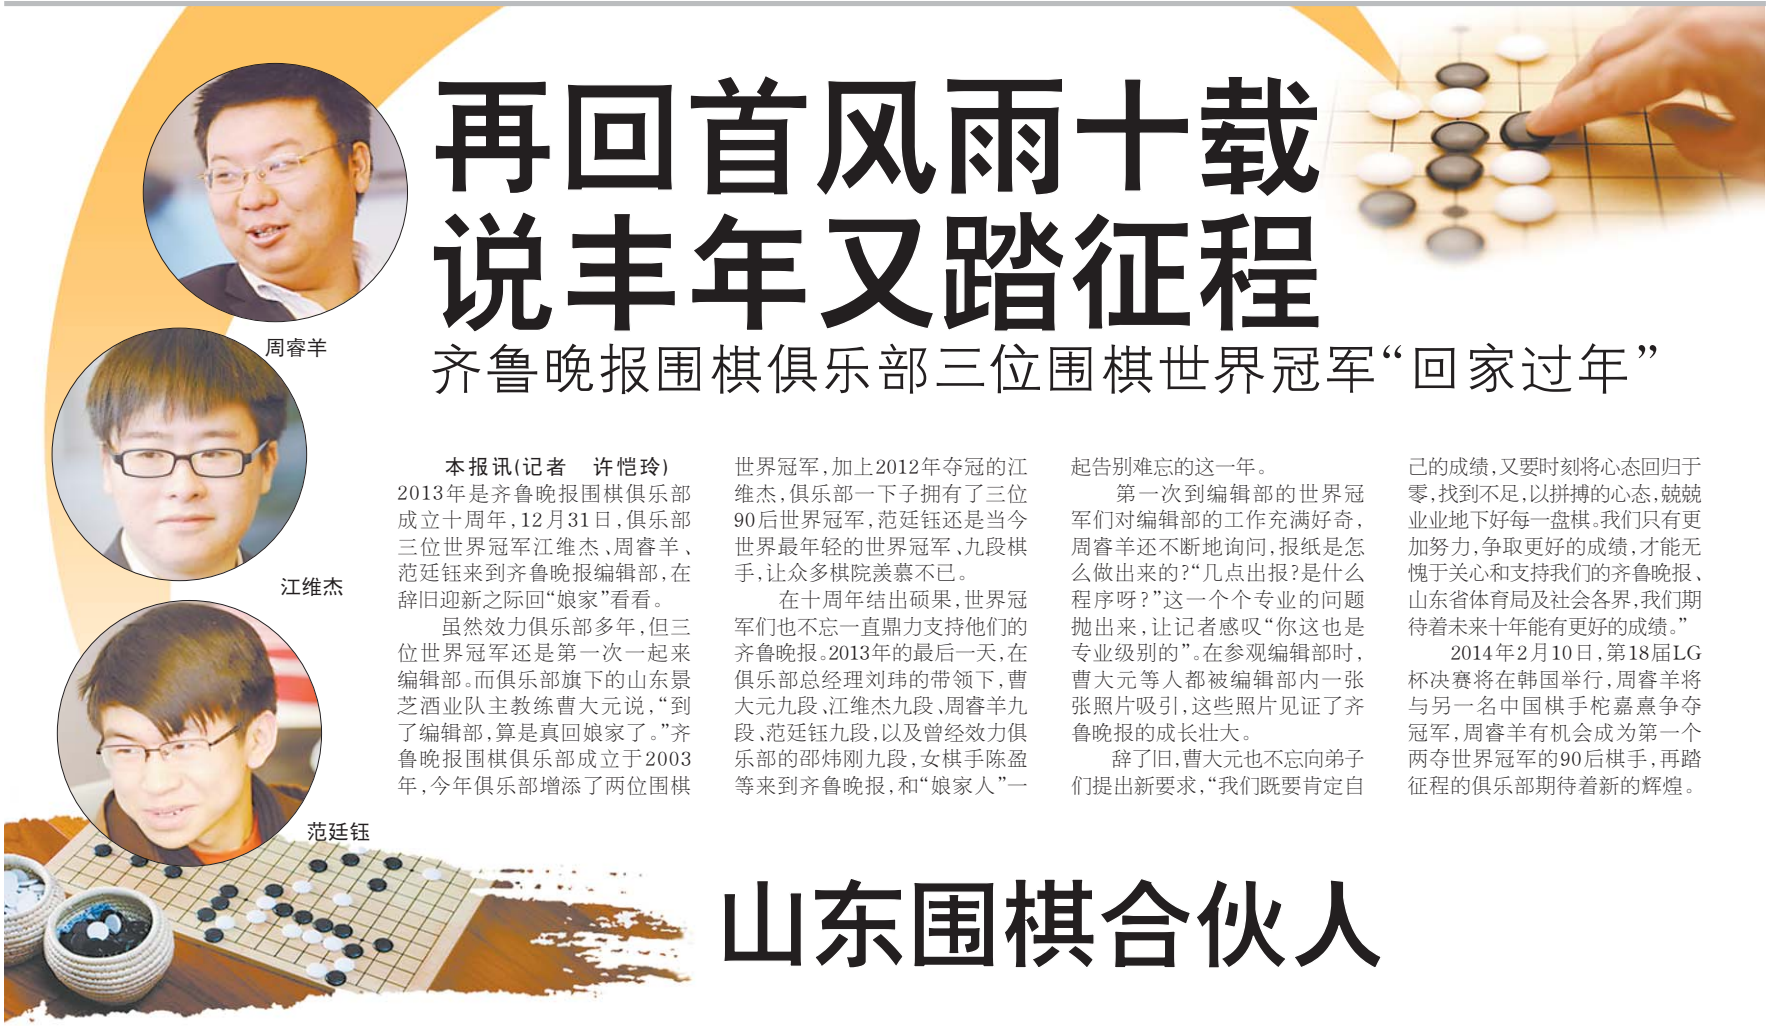 再回首风雨十载
说丰年又踏征程
齐鲁晚报围棋俱乐部三位围棋世界冠军“回家过年”
周睿羊
江维杰
范廷钰
本报讯(记者　许恺玲)
2013年是齐鲁晚报围棋俱乐部
成立十周年,12月31日,俱乐部
三位世界冠军江维杰、周睿羊、
范廷钰来到齐鲁晚报编辑部,在
辞旧迎新之际回“娘家”看看。
虽然效力俱乐部多年,但三
位世界冠军还是第一次一起来
编辑部。而俱乐部旗下的山东景
芝酒业队主教练曹大元说,“到
了编辑部,算是真回娘家了。”齐
鲁晚报围棋俱乐部成立于2003
年,今年俱乐部增添了两位围棋
世界冠军,加上2012年夺冠的江
维杰,俱乐部一下子拥有了三位
90后世界冠军,范廷钰还是当今
世界最年轻的世界冠军、九段棋
手,让众多棋院羡慕不已。
在十周年结出硕果,世界冠
军们也不忘一直鼎力支持他们的
齐鲁晚报。2013年的最后一天,在
俱乐部总经理刘玮的带领下,曹
大元九段、江维杰九段、周睿羊九
段、范廷钰九段,以及曾经效力俱
乐部的邵炜刚九段,女棋手陈盈
等来到齐鲁晚报,和“娘家人”一
起告别难忘的这一年。
第一次到编辑部的世界冠
军们对编辑部的工作充满好奇,
周睿羊还不断地询问,报纸是怎
么做出来的?“几点出报?是什么
程序呀?”这一个个专业的问题
抛出来,让记者感叹“你这也是
专业级别的”。在参观编辑部时,
曹大元等人都被编辑部内一张
张照片吸引,这些照片见证了齐
鲁晚报的成长壮大。
辞了旧,曹大元也不忘向弟子
们提出新要求,“我们既要肯定自
己的成绩,又要时刻将心态回归于
零,找到不足,以拼搏的心态,兢兢
业业地下好每一盘棋。我们只有更
加努力,争取更好的成绩,才能无
愧于关心和支持我们的齐鲁晚报、
山东省体育局及社会各界,我们期
待着未来十年能有更好的成绩。”
2014年2月10日,第18届LG
杯决赛将在韩国举行,周睿羊将
与另一名中国棋手柁嘉熹争夺
冠军,周睿羊有机会成为第一个
两夺世界冠军的90后棋手,再踏
征程的俱乐部期待着新的辉煌。
山东围棋合伙人